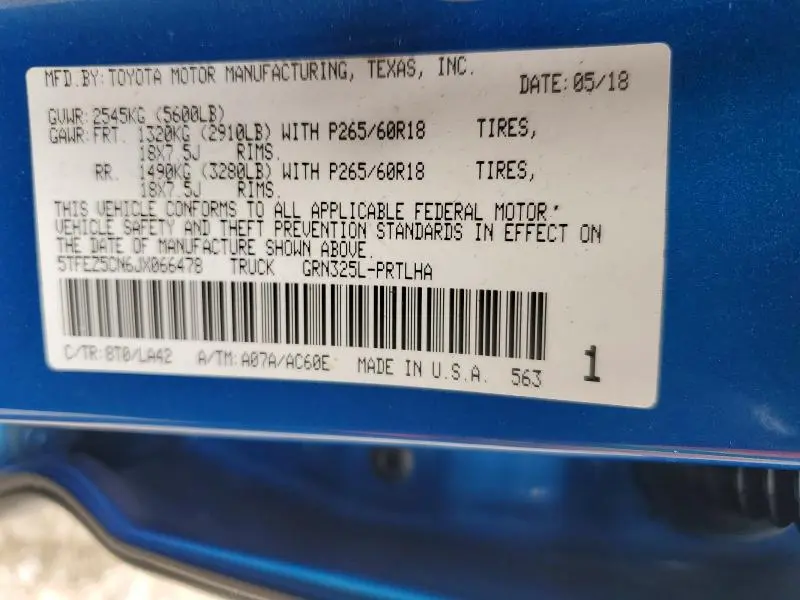 MFD.BY: TOYOTA MOTOR MANUFACTURING, TEXAS, INC. DATE: 05/18
GVWR: 2545KG (5600LB)
GAWR: FRT. 1320KG (2910LB) WITH P265/60R18 TIRES,
18X7.5J RIMS.
RR. 1490KG (3280LB) WITH P265/60R18 TIRES,
18X7.5J RIMS.
THIS VEHICLE CONFORMS TO ALL APPLICABLE FEDERAL MOTOR
VEHICLE SAFETY AND THEFT PREVENTION STANDARDS IN EFFECT ON
THE DATE OF MANUFACTURE SHOWN ABOVE.
5TFEZ5CN6JX066478 TRUCK GRN325L-PRTLHA
C/TR: 8T0/LA42 A/TM: A07A/AC60E MADE IN U.S.A. 563 1